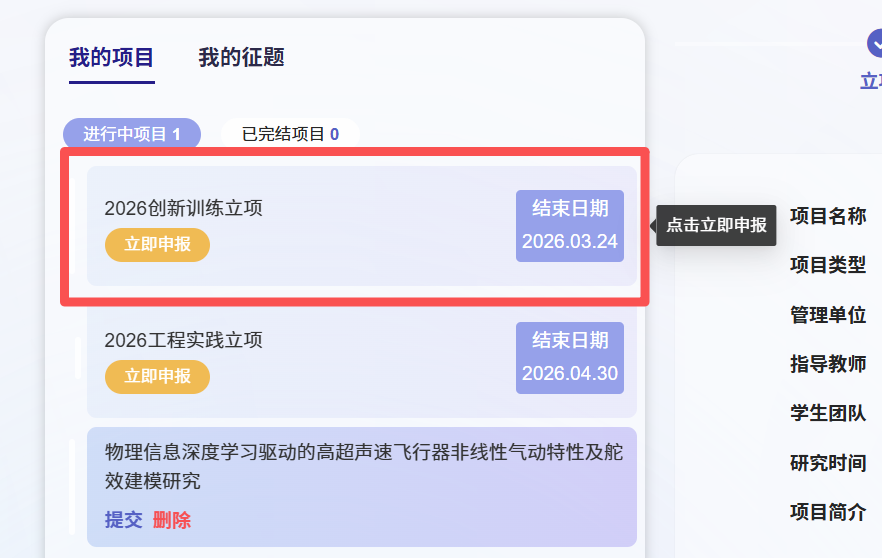 我的项目
我的征题
进行中项目 1
已完结项目 0
2026创新训练立项
立即申报
结束日期
2026.03.24
点击立即申报
2026工程实践立项
立即申报
结束日期
2026.04.30
物理信息深度学习驱动的高超声速飞行器非线性气动特性及舵
效建模研究
提交 删除
项目名称
项目类型
管理单位
指导教师
学生团队
研究时间
项目简介